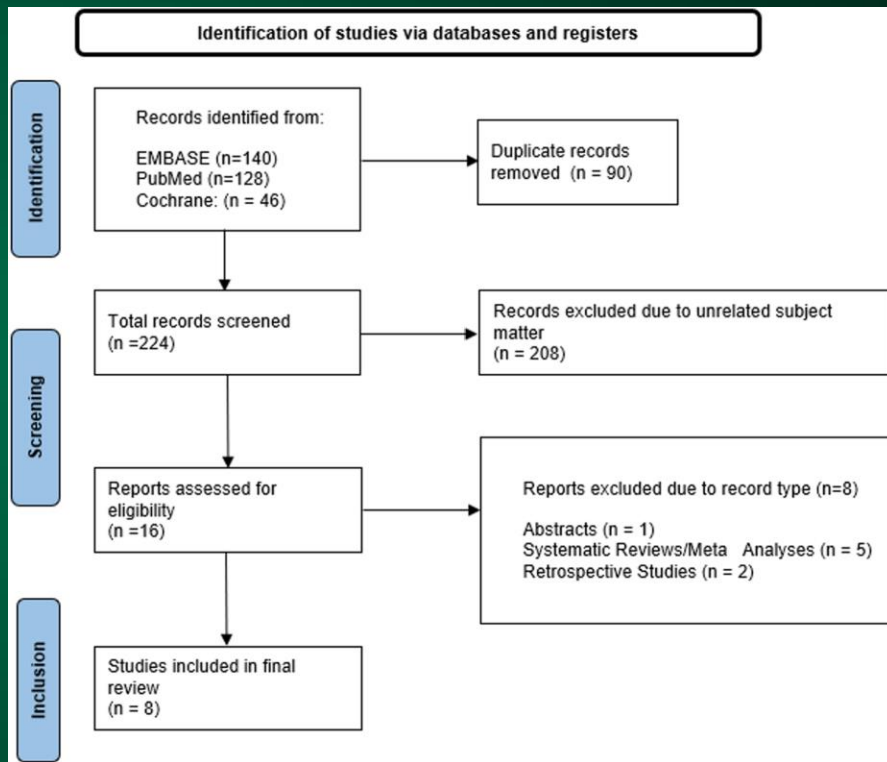 Identification of studies via databases and registers
Identification
Records identified from:
EMBASE (n=140)
PubMed (n=128)
Cochrane: (n = 46)
Duplicate records
removed (n = 90)
Screening
Total records screened
(n =224)
Records excluded due to unrelated subject
matter
(n = 208)
Reports assessed for
eligibility
(n =16)
Reports excluded due to record type (n=8)
Abstracts (n = 1)
Systematic Reviews/Meta Analyses (n = 5)
Retrospective Studies (n = 2)
Inclusion
Studies included in final
review
(n = 8)